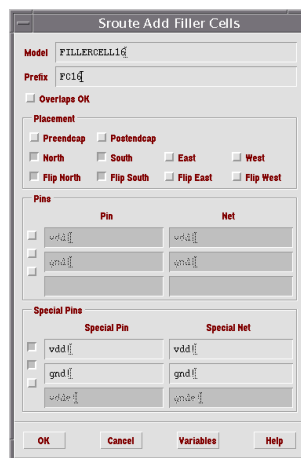 Sroute Add Filler Cells
Model FILLERCELL16
Prefix FC16
Overlaps OK
Placement
Preendcap Postendcap
North South East West
Flip North Flip South Flip East Flip West
Pins
Pin Net
vdd! vdd!
gnd! gnd!
Special Pins
Special Pin Special Net
vdd! vdd!
gnd! gnd!
vdde! gnde!
OK Cancel Variables Help